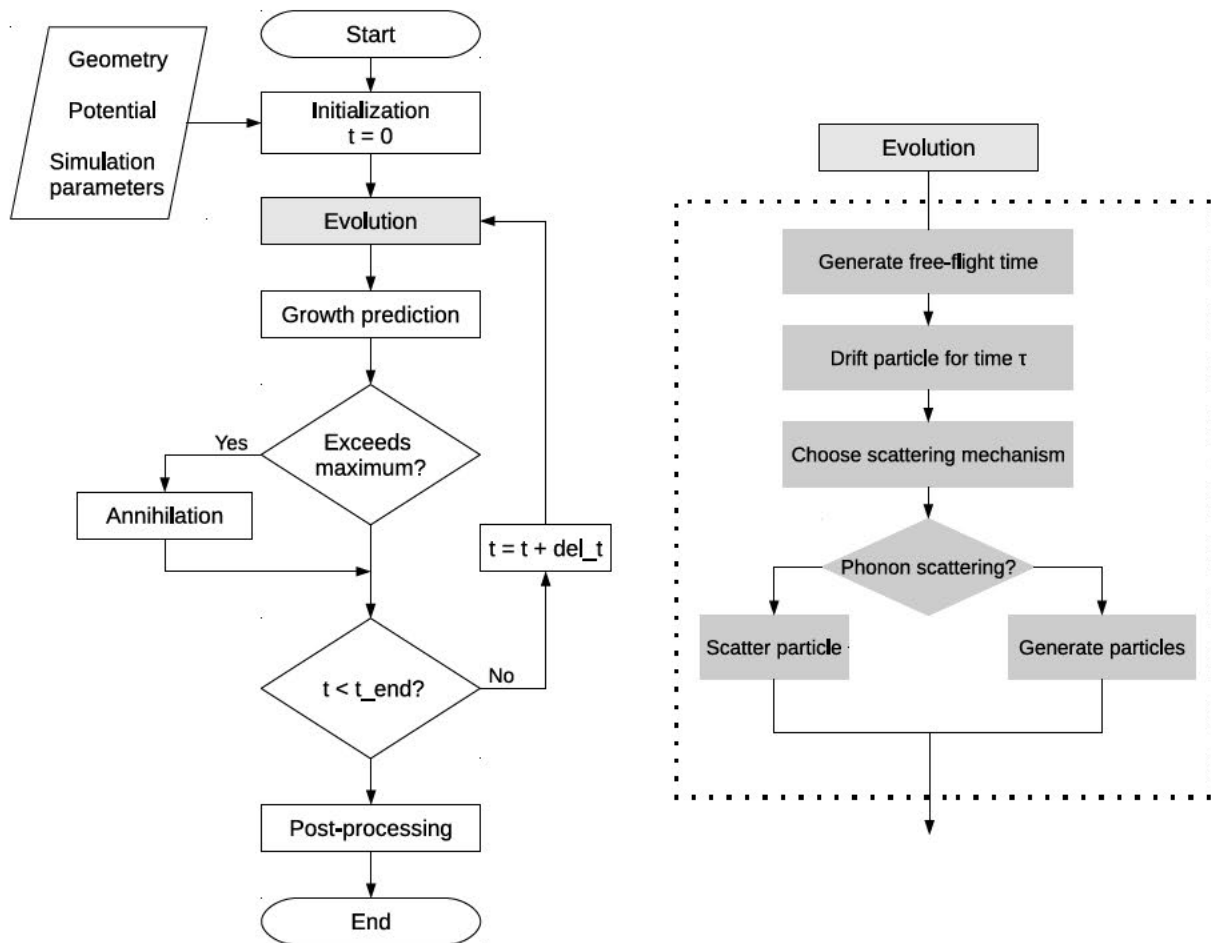 Start
Geometry
Potential
Simulation
parameters
Initialization
t = 0
Evolution
Growth prediction
Exceeds
maximum?
Yes
Annihilation
t = t + del_t
t < t_end?
No
Post-processing
End
Evolution
Generate free-flight time
Drift particle for time τ
Choose scattering mechanism
Phonon scattering?
Scatter particle
Generate particles